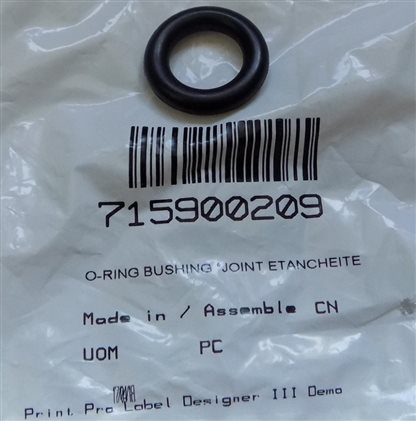 715900209
O-RING BUSHING 'JOINT ETANCHEITE
Made in / Assemble CN
UOM PC
Print Pro Label Designer III Demo